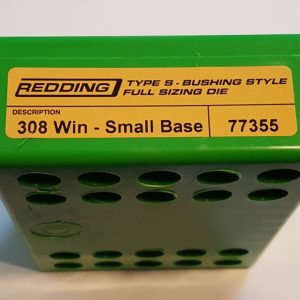 REDDING
TYPE S - BUSHING STYLE
FULL SIZING DIE
DESCRIPTION
308 Win - Small Base
77355